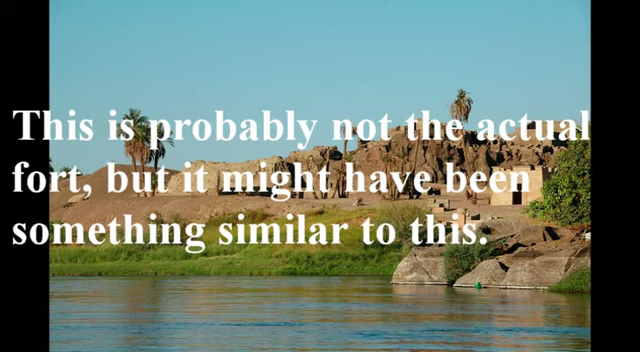 This is probably not the actual
fort, but it might have been
something similar to this.